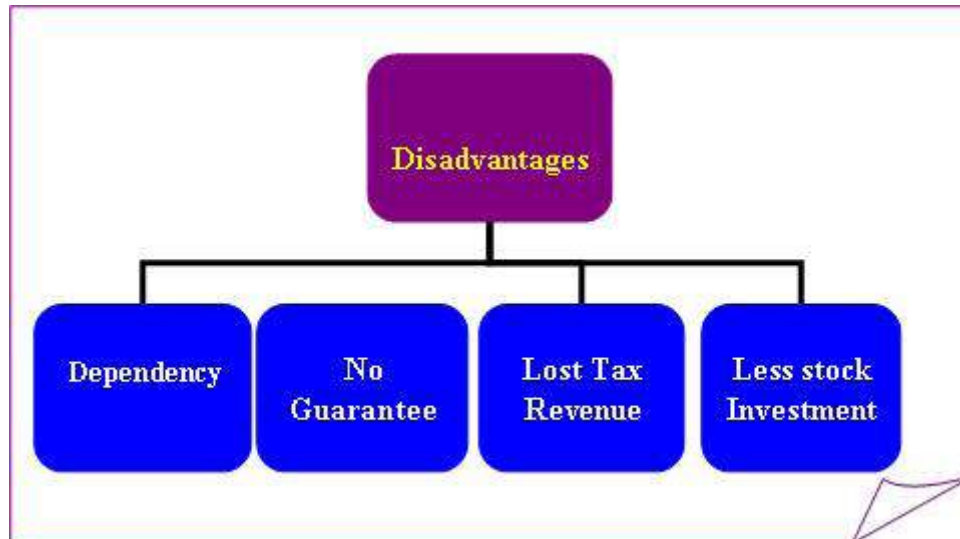 Disadvantages
Dependency
No
Guarantee
Lost Tax
Revenue
Less stock
Investment